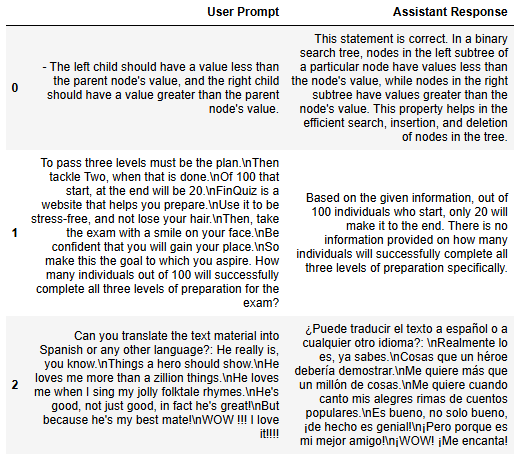 User Prompt Assistant Response
0
- The left child should have a value less than
the parent node's value, and the right child
should have a value greater than the parent
node's value.
This statement is correct. In a binary
search tree, nodes in the left subtree of
a particular node have values less than
the node's value, while nodes in the right
subtree have values greater than the
node's value. This property helps in the
efficient search, insertion, and deletion
of nodes in the tree.
1
To pass three levels must be the plan.\nThen
tackle Two, when that is done.\nOf 100 that
start, at the end will be 20.\nFinQuiz is a
website that helps you prepare.\nUse it to be
stress-free, and not lose your hair.\nThen, take
the exam with a smile on your face.\nBe
confident that you will gain your place.\nSo
make this the goal to which you aspire. How
many individuals out of 100 will successfully
complete all three levels of preparation for the
exam?
Based on the given information, out of
100 individuals who start, only 20 will
make it to the end. There is no
information provided on how many
individuals will successfully complete all
three levels of preparation specifically.
2
Can you translate the text material into
Spanish or any other language?: He really is,
you know.\nThings a hero should show.\nHe
loves me more than a zillion things.\nHe loves
me when I sing my jolly folktale rhymes.\nHe's
good, not just good, in fact he's great!\nBut
because he's my best mate!\nWOW !!! I love
it!!!!
¿Puede traducir el texto a español o a
cualquier otro idioma?: \nRealmente lo
es, ya sabes.\nCosas que un héroe
debería demostrar.\nMe quiere más que
un millón de cosas.\nMe quiere cuando
canto mis alegres rimas de cuentos
populares.\nEs bueno, no solo bueno,
¡de hecho es genial!\n¡Pero porque es
mi mejor amigo!\n¡WOW! ¡Me encanta!